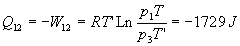 Q₁₂ = −W₁₂ = RT' Ln p₁T / p₃T' = −1729 J